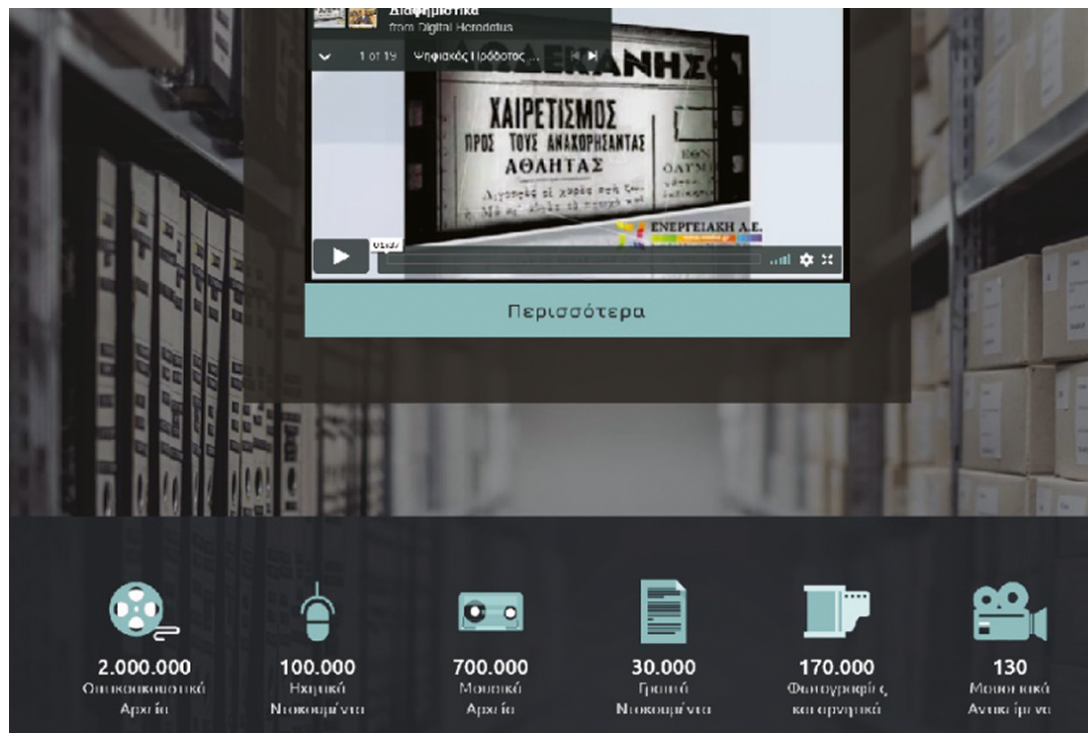 Διαφημιστικά
from Digital Herodotus
1 of 19 Ψηφιακός Ηρόδοτος ...
ΧΑΙΡΕΤΙΣΜΟΣ
ΠΡΟΣ ΤΟΥΣ ΑΝΑΧΩΡΗΣΑΝΤΑΣ
ΑΘΛΗΤΑΣ
ΕΝΕΡΓΕΙΑΚΗ Α.Ε.
Περισσότερα
2.000.000
Οπτικοακουστικά
Αρχεία
100.000
Ηχητικά
Ντοκουμέντα
700.000
Μουσικά
Αρχεία
30.000
Γραπτά
Ντοκουμέντα
170.000
Φωτογραφίες
και αρνητικά
130
Μουσειακά
Αντικείμενα